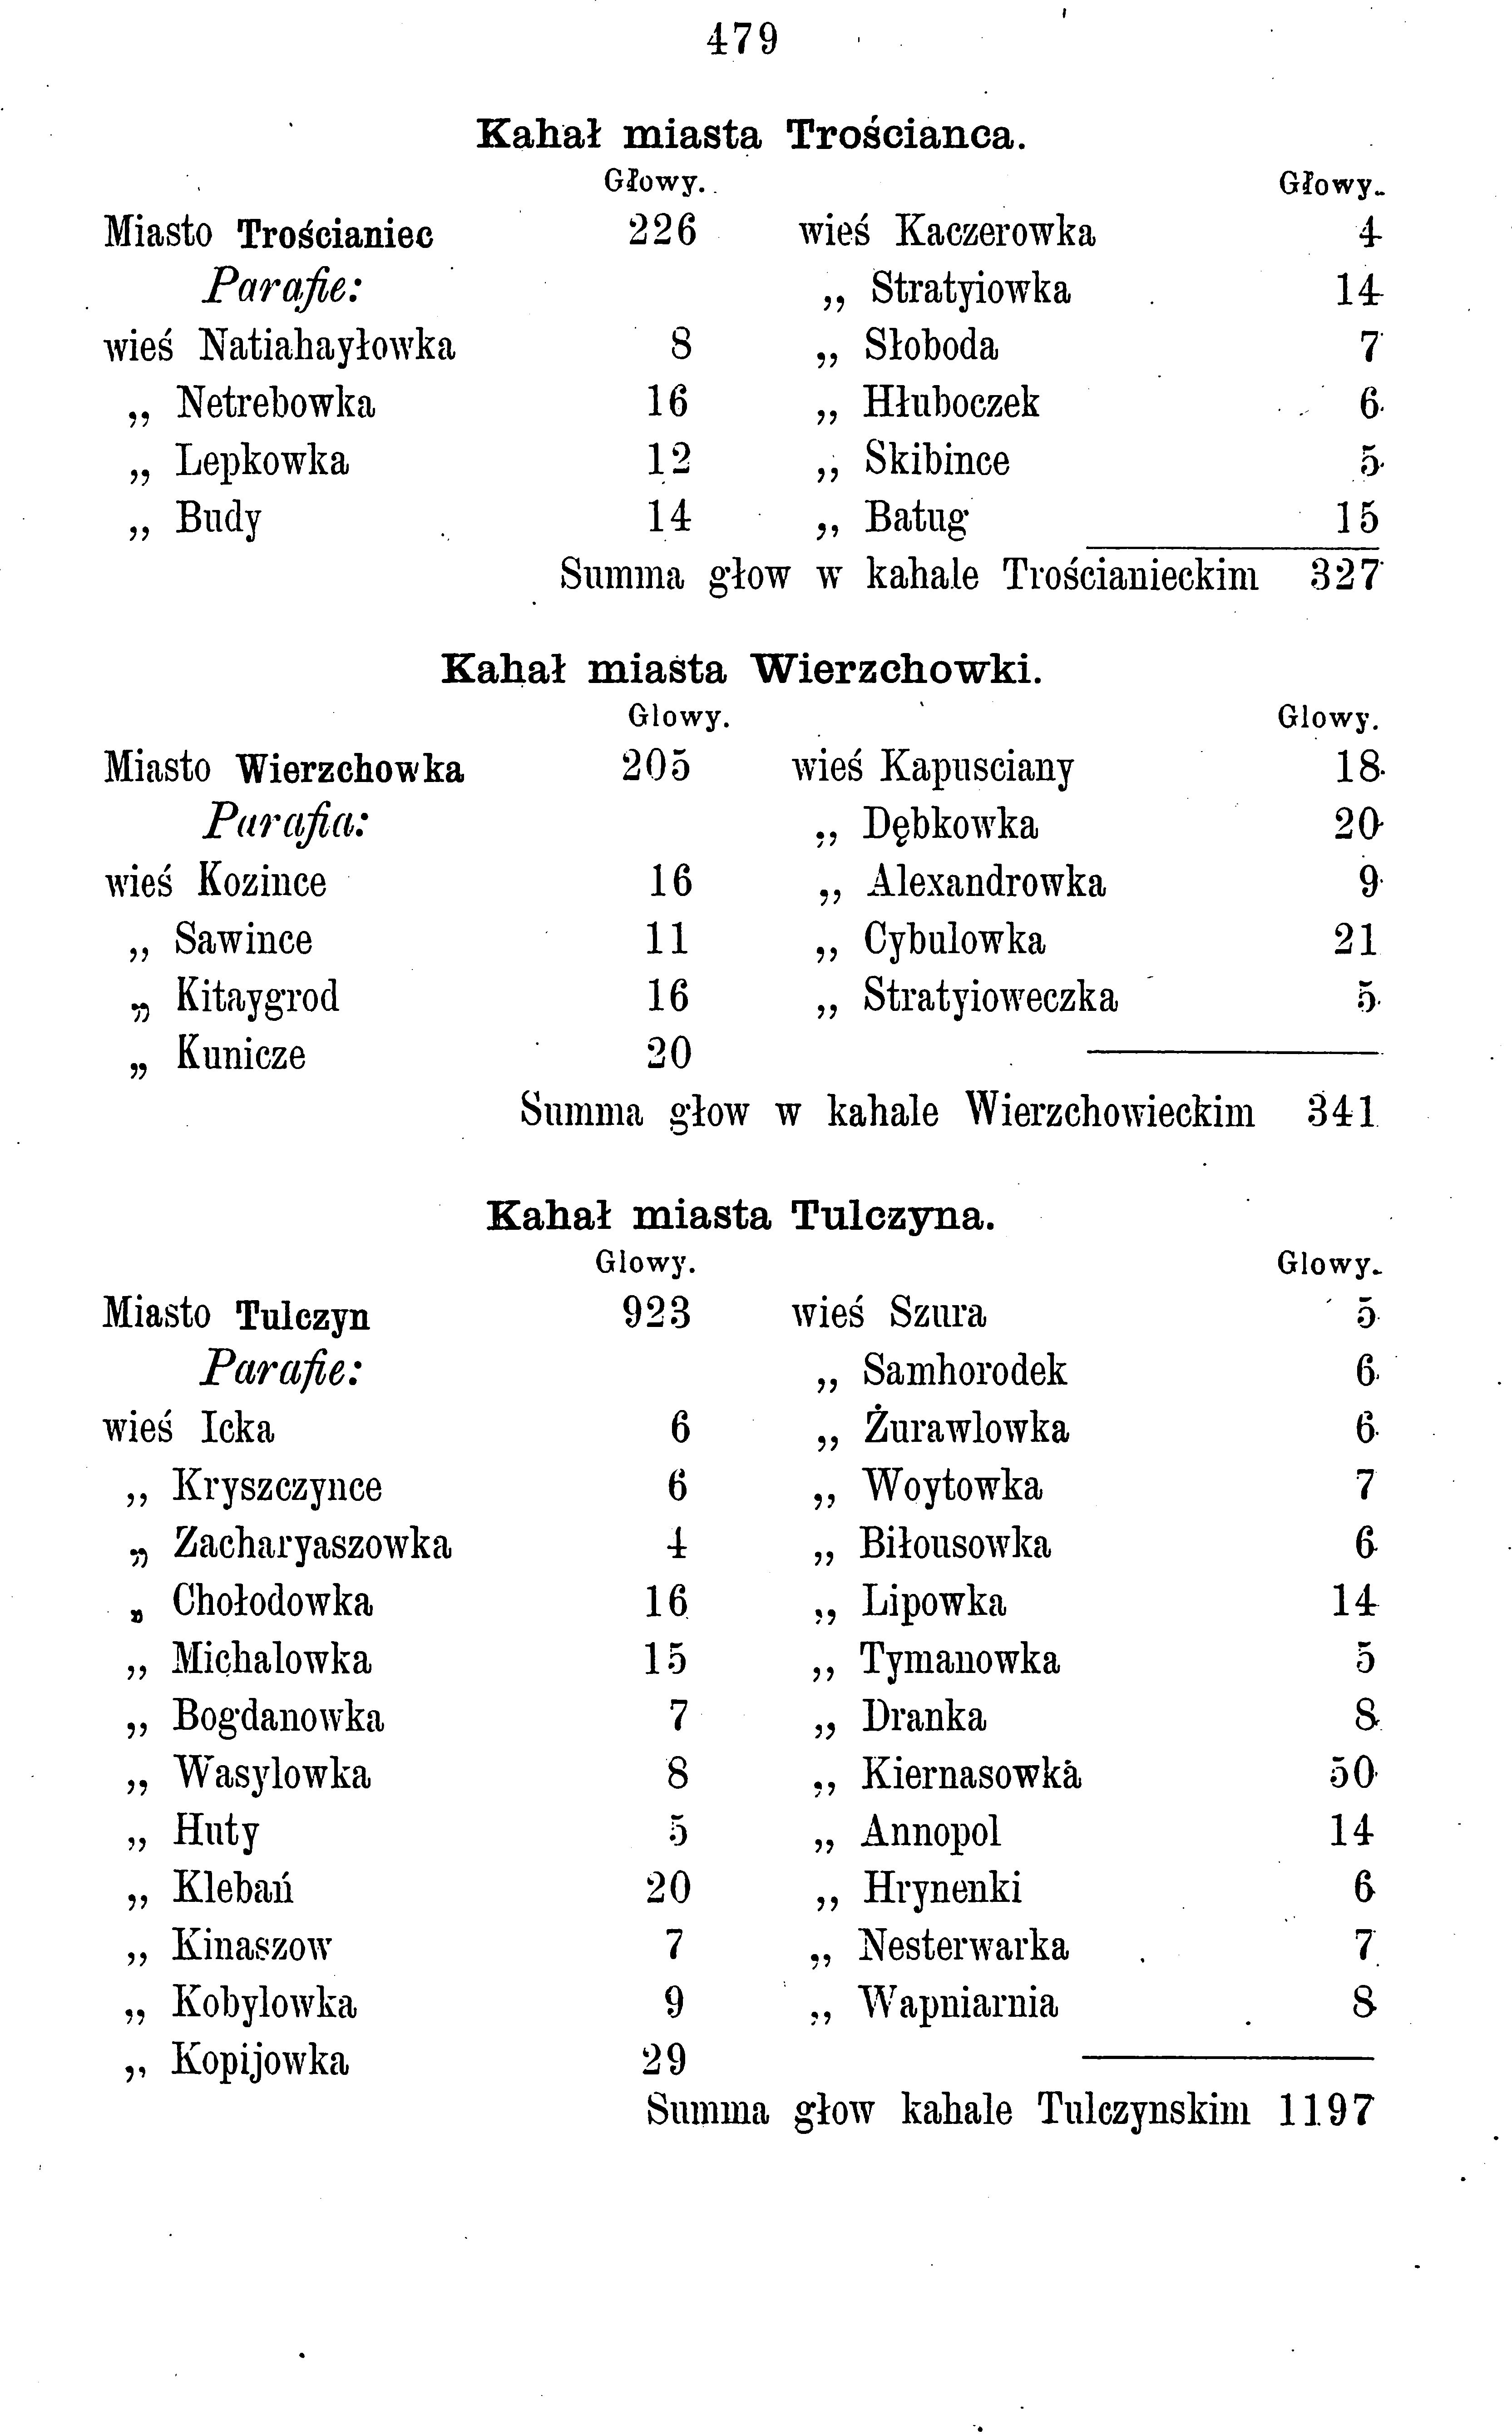 479
Kahał miasta Trościanca.
Głowy. Głowy.
Miasto Trościaniec 226 wieś Kaczerowka 4
Parafie: „ Stratyiowka 14
wieś Natiahayłowka 8 „ Słoboda 7
„ Netrebowka 16 „ Hłuboczek 6
„ Lepkowka 12 „ Skibince 5
„ Budy 14 „ Batug 15
Summa głow w kahale Trościanieckim 327
Kahał miasta Wierzchowki.
Glowy. Glowy.
Miasto Wierzchowka 205 wieś Kapusciany 18
Parafia: „ Dębkowka 20
wieś Kozince 16 „ Alexandrowka 9
„ Sawince 11 „ Cybulowka 21
„ Kitaygrod 16 „ Stratyioweczka 5
„ Kunicze 20
Summa głow w kahale Wierzchowieckim 341
Kahał miasta Tulczyna.
Glowy. Glowy.
Miasto Tulczyn 923 wieś Szura 5
Parafie: „ Samhorodek 6
wieś Icka 6 „ Żurawlowka 6
„ Kryszczynce 6 „ Woytowka 7
„ Zacharyaszowka 4 „ Biłousowka 6
„ Chołodowka 16 „ Lipowka 14
„ Michalowka 15 „ Tymanowka 5
„ Bogdanowka 7 „ Dranka 8
„ Wasylowka 8 „ Kiernasowka 50
„ Huty 5 „ Annopol 14
„ Klebań 20 „ Hrynenki 6
„ Kinaszow 7 „ Nesterwarka 7
„ Kobylowka 9 „ Wapniarnia 8
„ Kopijowka 29
Summa głow kahale Tulczynskim 1197